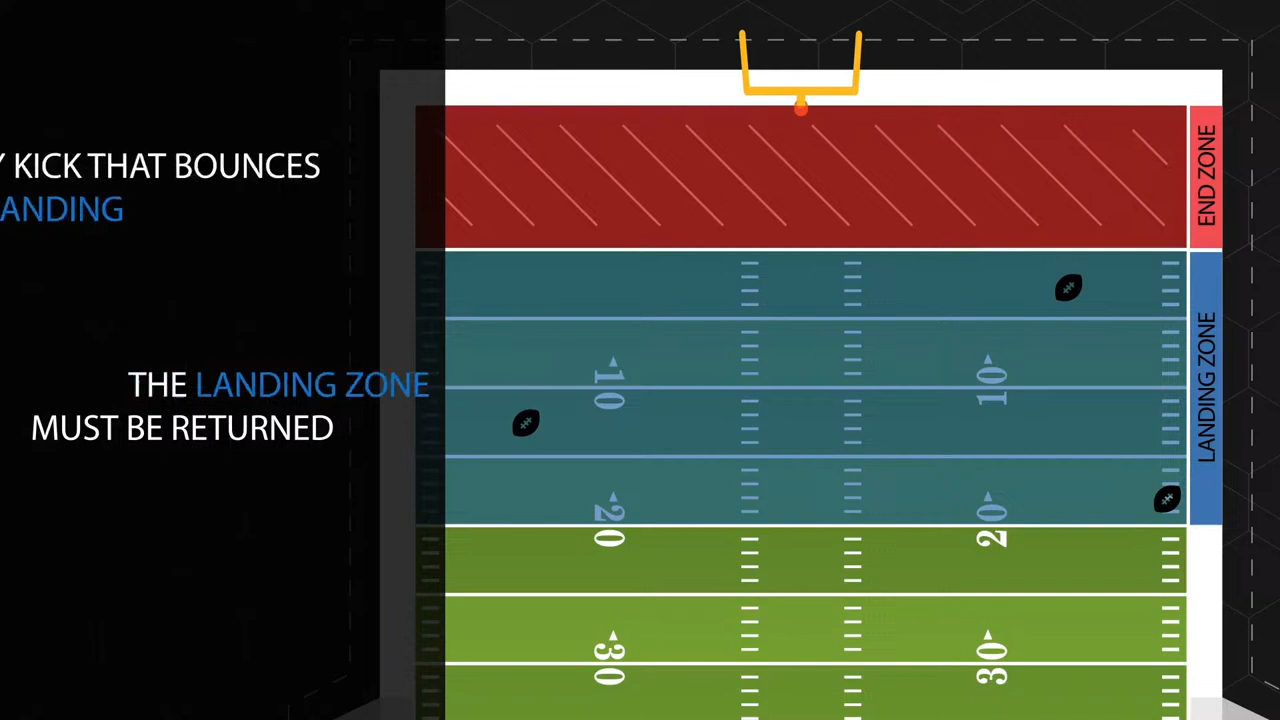 Y KICK THAT BOUNCES
ANDING
THE LANDING ZONE
MUST BE RETURNED
END ZONE
LANDING ZONE
10
10
20
20
30
30